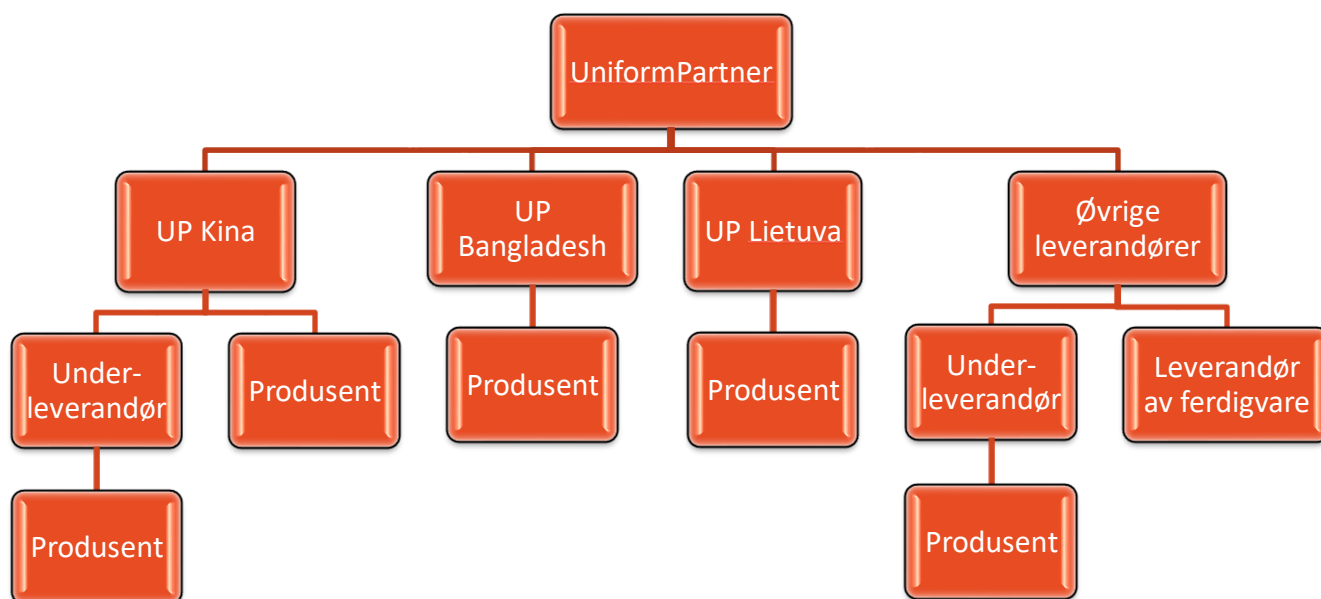 UniformPartner
UP Kina
UP
Bangladesh
UP Lietuva
Øvrige
leverandører
Under-
leverandør
Produsent
Produsent
Produsent
Under-
leverandør
Leverandør
av ferdigvare
Produsent
Produsent